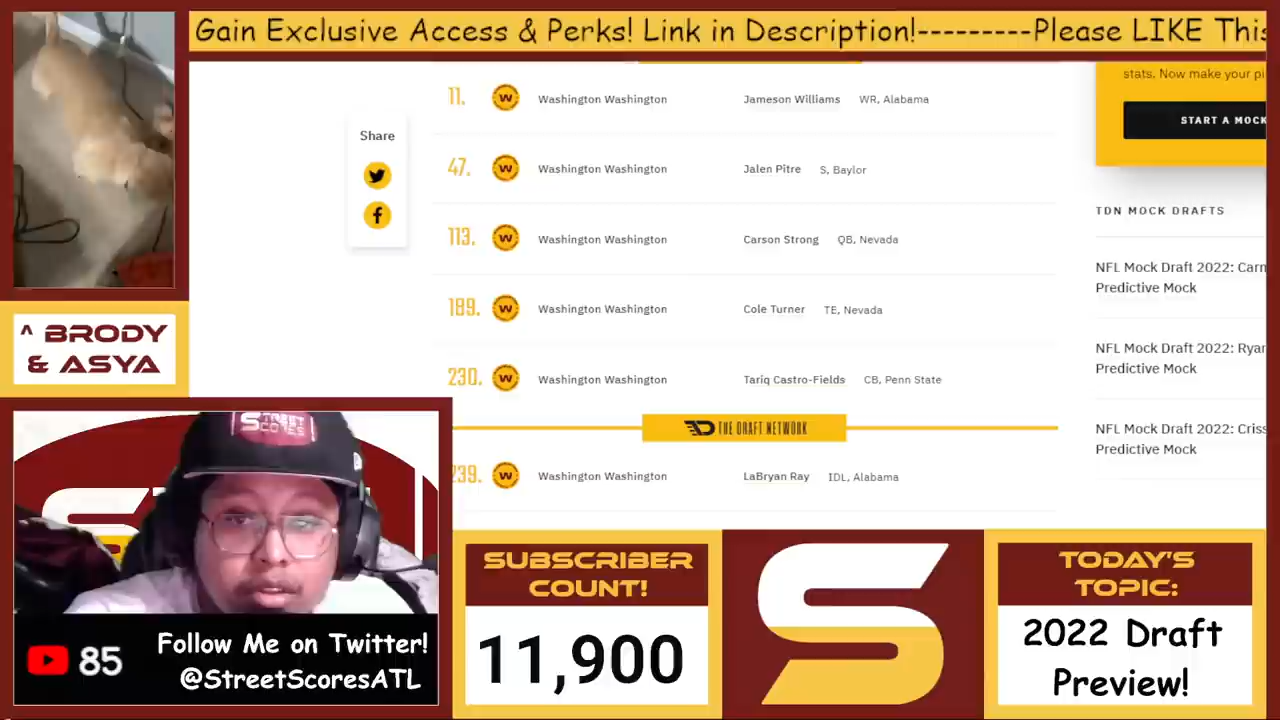 Gain Exclusive Access & Perks! Link in Description!---------Please LIKE This
stats. Now make your pi
START A MOCK
11. W Washington Washington Jameson Williams WR, Alabama
Share
47. W Washington Washington Jalen Pitre S, Baylor
TDN MOCK DRAFTS
113. W Washington Washington Carson Strong QB, Nevada
NFL Mock Draft 2022: Carn
Predictive Mock
189. W Washington Washington Cole Turner TE, Nevada
^ BRODY
& ASYA
NFL Mock Draft 2022: Ryan
Predictive Mock
230. W Washington Washington Tariq Castro-Fields CB, Penn State
THE DRAFT NETWORK
NFL Mock Draft 2022: Criss
Predictive Mock
239. W Washington Washington LaBryan Ray IDL, Alabama
STREET
SCORES
SUBSCRIBER
COUNT!
11,900
S
TODAY'S
TOPIC:
2022 Draft
Preview!
85
Follow Me on Twitter!
@StreetScoresATL